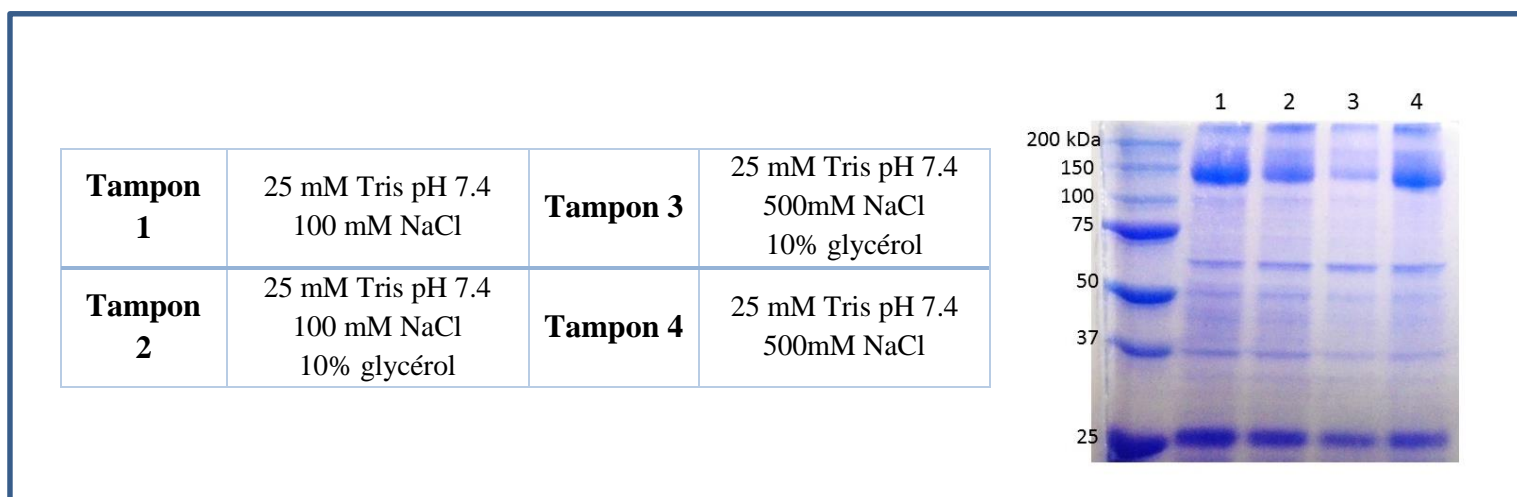 Tampon
1
25 mM Tris pH 7.4
100 mM NaCl
Tampon 3
25 mM Tris pH 7.4
500mM NaCl
10% glycérol
Tampon
2
25 mM Tris pH 7.4
100 mM NaCl
10% glycérol
Tampon 4
25 mM Tris pH 7.4
500mM NaCl
1 2 3 4
200 kDa
150
100
75
50
37
25